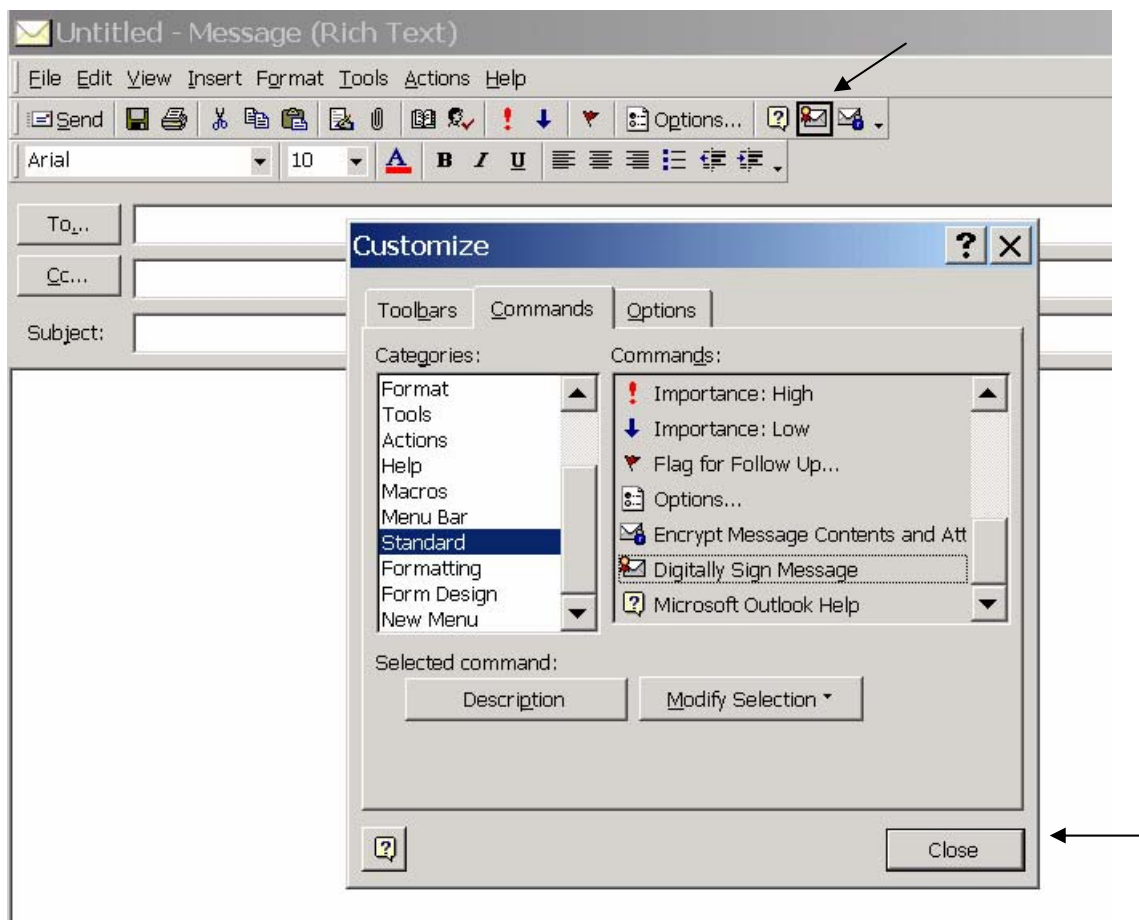 Untitled - Message (Rich Text)
File Edit View Insert Format Tools Actions Help
Send Options...
Arial 10 A B I U
To...
Cc...
Subject:
Customize
Toolbars Commands Options
Categories: Commands:
Format
Tools
Actions
Help
Macros
Menu Bar
Standard
Formatting
Form Design
New Menu
Importance: High
Importance: Low
Flag for Follow Up...
Options...
Encrypt Message Contents and Att
Digitally Sign Message
Microsoft Outlook Help
Selected command:
Description Modify Selection
Close